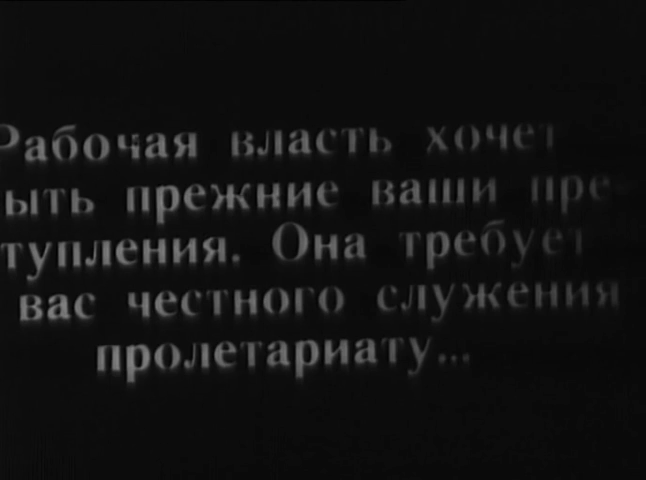 Рабочая власть хочет
ыть прежние ваши пре-
тупления. Она требует
вас честного служения
пролетариату...